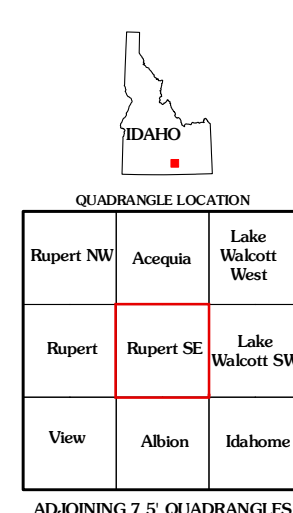 IDAHO
QUADRANGLE LOCATION
Rupert NW
Acequia
Lake
Walcott
West
Rupert
Rupert SE
Lake
Walcott SW
View
Albion
Idahome
ADJOINING 7.5' QUADRANGLES